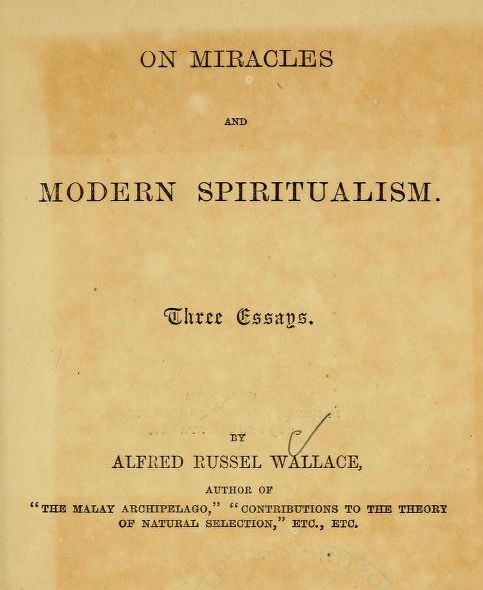 ON MIRACLES
AND
MODERN SPIRITUALISM.
Three Essays.
BY
ALFRED RUSSEL WALLACE,
AUTHOR OF
"THE MALAY ARCHIPELAGO," "CONTRIBUTIONS TO THE THEORY
OF NATURAL SELECTION," ETC., ETC.